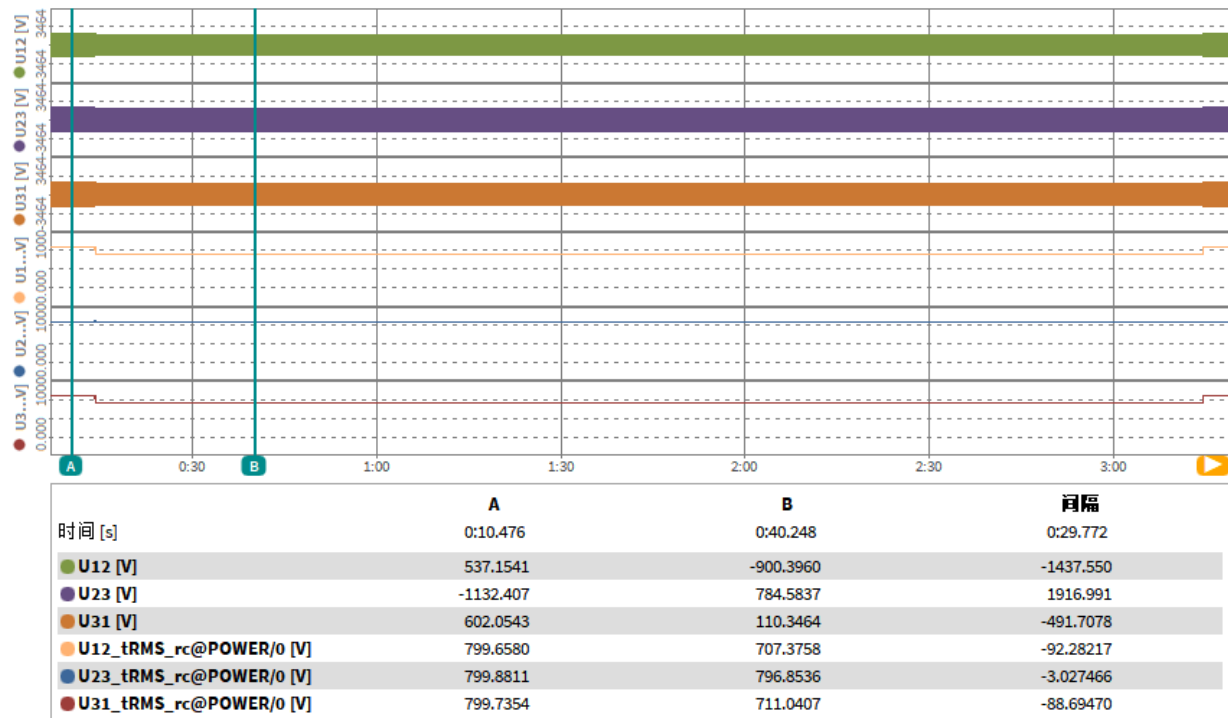 U12 [V]
3464
-3464
U23 [V]
3464
-3464
U31 [V]
3464
-3464
U1...V]
1000
0.000
U2...V]
1000
0.000
U3...V]
1000
0.000
A
0:30
B
1:00
1:30
2:00
2:30
3:00
A B 间隔
时间 [s] 0:10.476 0:40.248 0:29.772
U12 [V] 537.1541 -900.3960 -1437.550
U23 [V] -1132.407 784.5837 1916.991
U31 [V] 602.0543 110.3464 -491.7078
U12_tRMS_rc@POWER/0 [V] 799.6580 707.3758 -92.28217
U23_tRMS_rc@POWER/0 [V] 799.8811 796.8536 -3.027466
U31_tRMS_rc@POWER/0 [V] 799.7354 711.0407 -88.69470